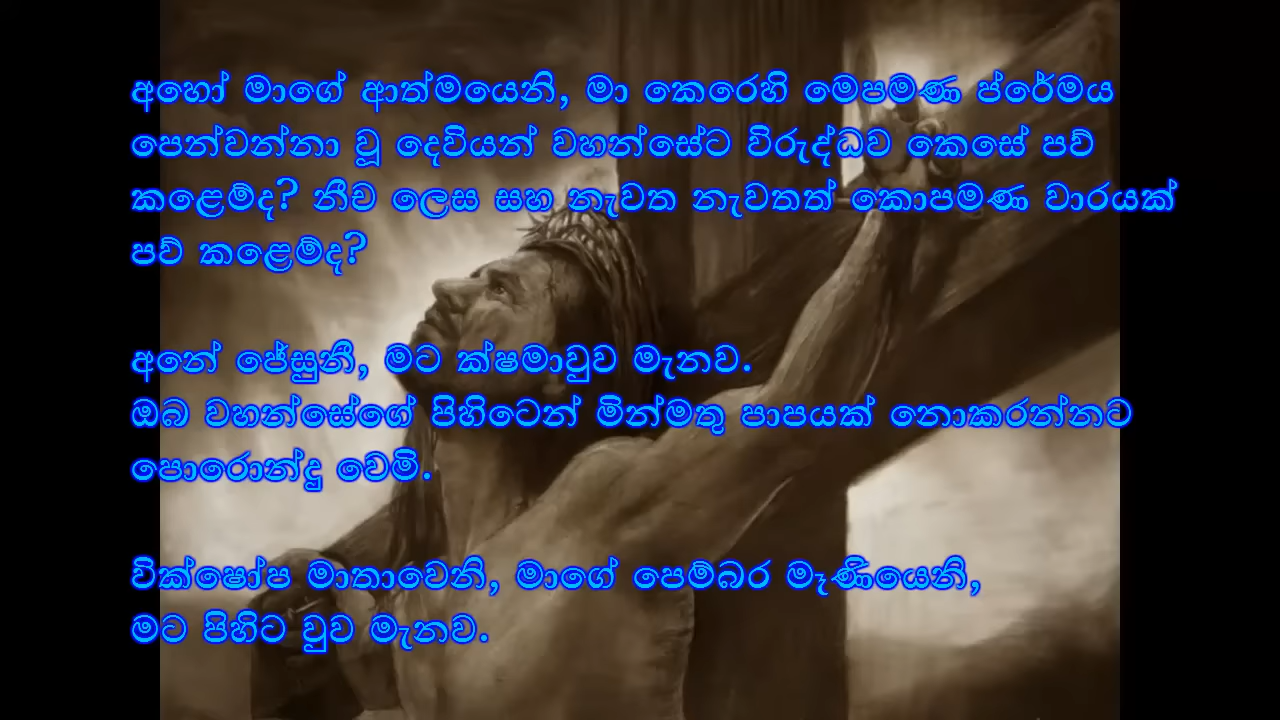 අහෝ මාගේ ආත්මයෙනි, මා කෙරෙහි මෙපමණ ප්රේමය
පෙන්වන්නා වූ දෙවියන් වහන්සේට විරුද්ධව කෙසේ පව්
කළෙම්ද? නීච ලෙස සහ නැවත නැවතත් කොපමණ වාරයක්
පව් කළෙම්ද?
අනේ ජේසුනී, මට ක්ෂමාවුව මැනව.
ඔබ වහන්සේගේ පිහිටෙන් මින්මතු පාපයක් නොකරන්නට
පොරොන්දු වෙමි.
වික්ෂෝප මාතාවෙනි, මාගේ පෙම්බර මෑණියෙනි,
මට පිහිට වුව මැනව.